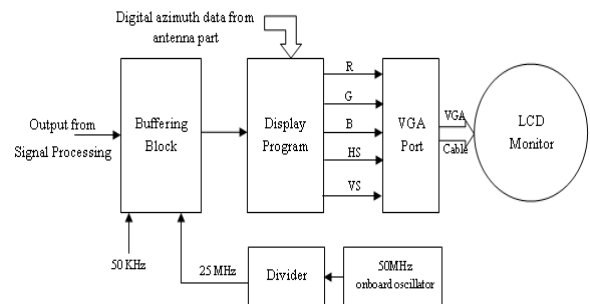 Digital azimuth data from
antenna part
Output from
Signal Processing
Buffering
Block
Display
Program
R
G
B
HS
VS
VGA
Port
VGA
Cable
LCD
Monitor
50 KHz
25 MHz
Divider
50MHz
onboard oscillator